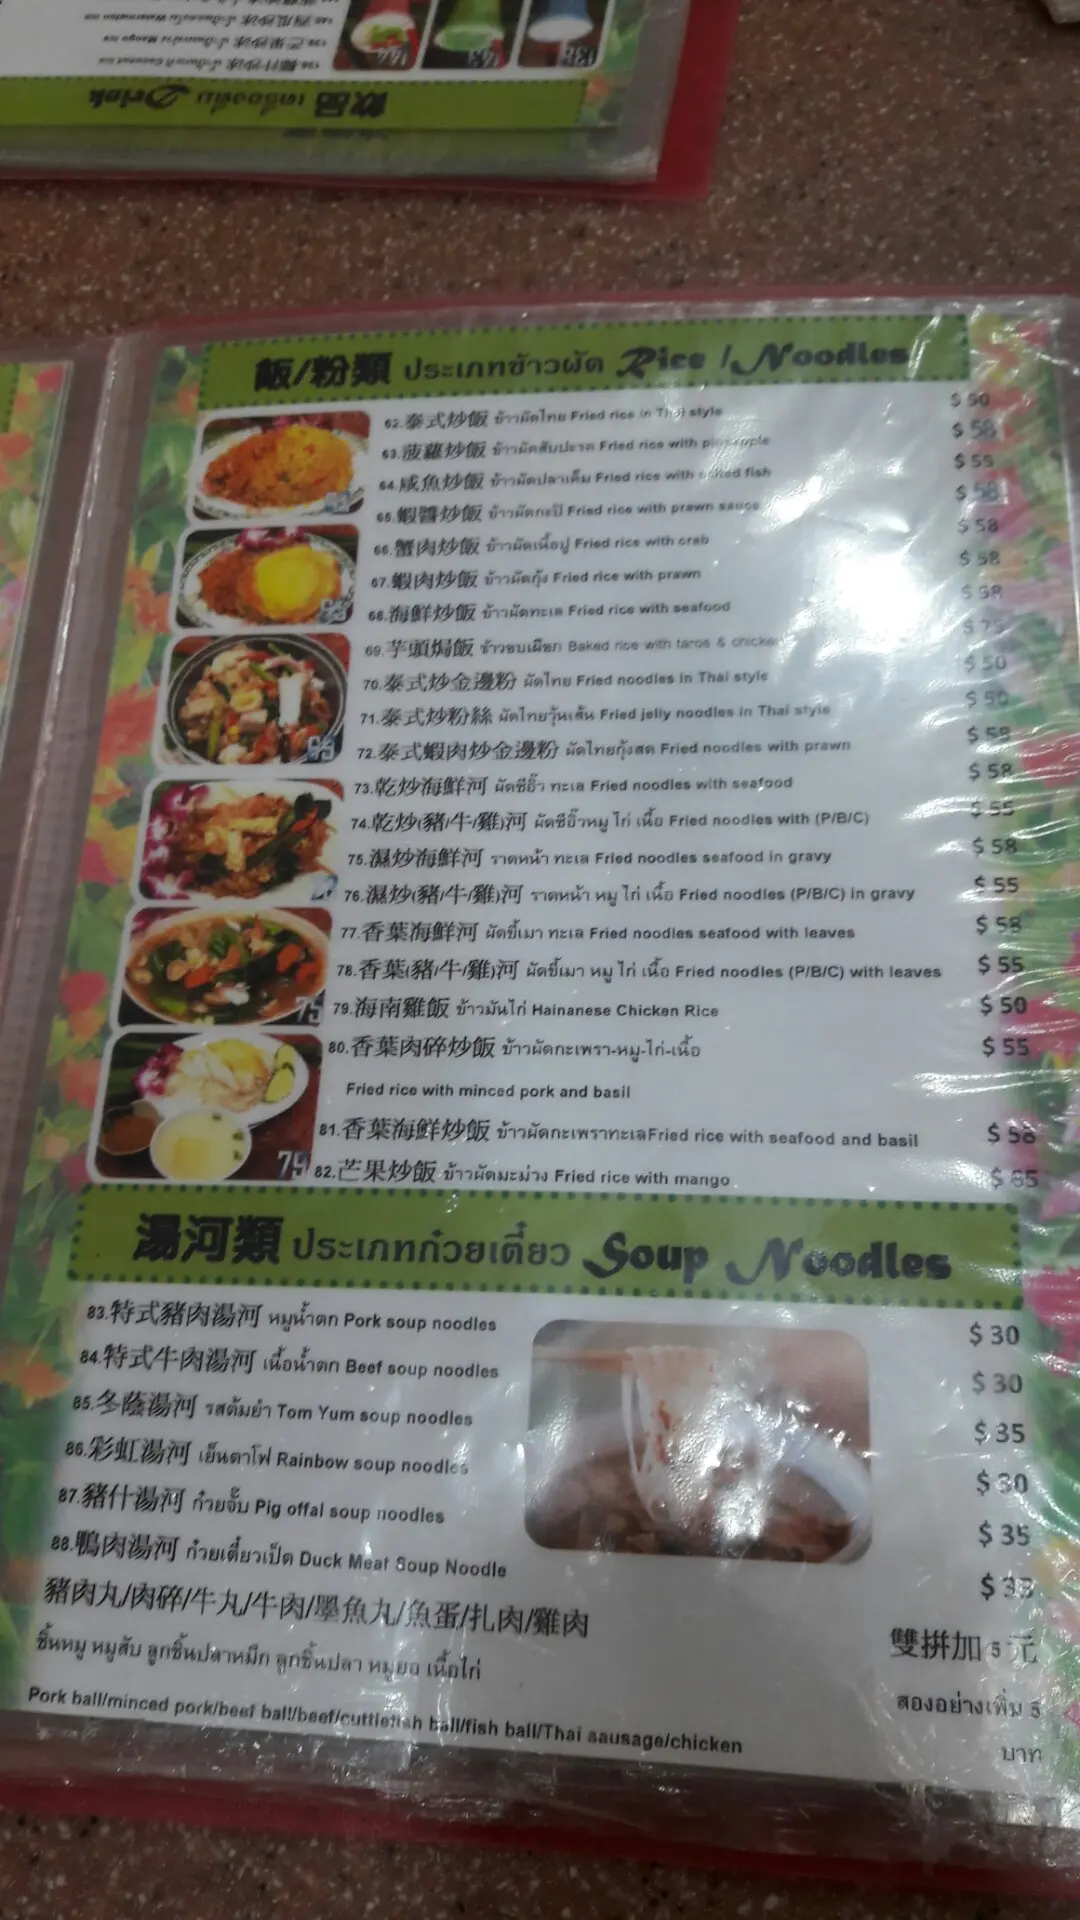 飲品 เครื่องดื่ม Drink
飯/粉類 ประเภทข้าวผัด Rice / Noodles
62.泰式炒飯 ข้าวผัดไทย Fried rice in Thai style $ 50
63.菠蘿炒飯 ข้าวผัดสับปะรด Fried rice with pineapple $ 58
64.咸魚炒飯 ข้าวผัดปลาเค็ม Fried rice with salted fish $ 55
65.蝦醬炒飯 ข้าวผัดกะปิ Fried rice with prawn sauce $ 58
66.蟹肉炒飯 ข้าวผัดเนื้อปู Fried rice with crab $ 58
67.蝦肉炒飯 ข้าวผัดกุ้ง Fried rice with prawn $ 58
68.海鮮炒飯 ข้าวผัดทะเล Fried rice with seafood $ 58
69.芋頭焗飯 ข้าวอบเผือก Baked rice with taros & $ 75
70.泰式炒金邊粉 ผัดไทย Fried noodles in Thai style $ 50
71.泰式炒粉絲 ผัดไทยวุ้นเส้น Fried jelly noodles in Thai style $ 50
72.泰式蝦肉炒金邊粉 ผัดไทยกุ้งสด Fried noodles with prawn $ 58
73.乾炒海鮮河 ผัดซีอิ๊ว ทะเล Fried noodles with seafood $ 58
74.乾炒(豬/牛/雞)河 ผัดซีอิ๊วหมู ไก่ เนื้อ Fried noodles with (P/B/C) $ 55
75.濕炒海鮮河 ราดหน้า ทะเล Fried noodles seafood in gravy $ 58
76.濕炒(豬/牛/雞)河 ราดหน้า หมู ไก่ เนื้อ Fried noodles (P/B/C) in gravy $ 55
77.香葉海鮮河 ผัดขี้เมา ทะเล Fried noodles seafood with leaves $ 58
78.香葉(豬/牛/雞)河 ผัดขี้เมา หมู ไก่ เนื้อ Fried noodles (P/B/C) with leaves $ 55
79.海南雞飯 ข้าวมันไก่ Hainanese Chicken Rice $ 50
80.香葉肉碎炒飯 ข้าวผัดกะเพรา-หมู-ไก่-เนื้อ $ 55
Fried rice with minced pork and basil
81.香葉海鮮炒飯 ข้าวผัดกะเพราทะเลFried rice with seafood and basil $ 58
82.芒果炒飯 ข้าวผัดมะม่วง Fried rice with mango $ 65
75
79
湯河類 ประเภทก๋วยเตี๋ยว Soup Noodles
83.特式豬肉湯河 หมูน้ำตก Pork soup noodles $ 30
84.特式牛肉湯河 เนื้อน้ำตก Beef soup noodles $ 30
85.冬蔭湯河 รสต้มยำ Tom Yum soup noodles $ 35
86.彩虹湯河 เย็นตาโฟ Rainbow soup noodles $ 30
87.豬什湯河 ก๋วยจั๊บ Pig offal soup noodles $ 35
88.鴨肉湯河 ก๋วยเตี๋ยวเป็ด Duck Meat Soup Noodle $ 33
豬肉丸/肉碎/牛丸/牛肉/墨魚丸/魚蛋/扎肉/雞肉 雙拼加 5 元
ชิ้นหมู หมูสับ ลูกชิ้นปลาหมึก ลูกชิ้นปลา หมูยอ เนื้อไก่ สองอย่างเพิ่ม 5
บาท
Pork ball/minced pork/beef ball/beef/cuttlefish ball/fish ball/Thai sausage/chicken